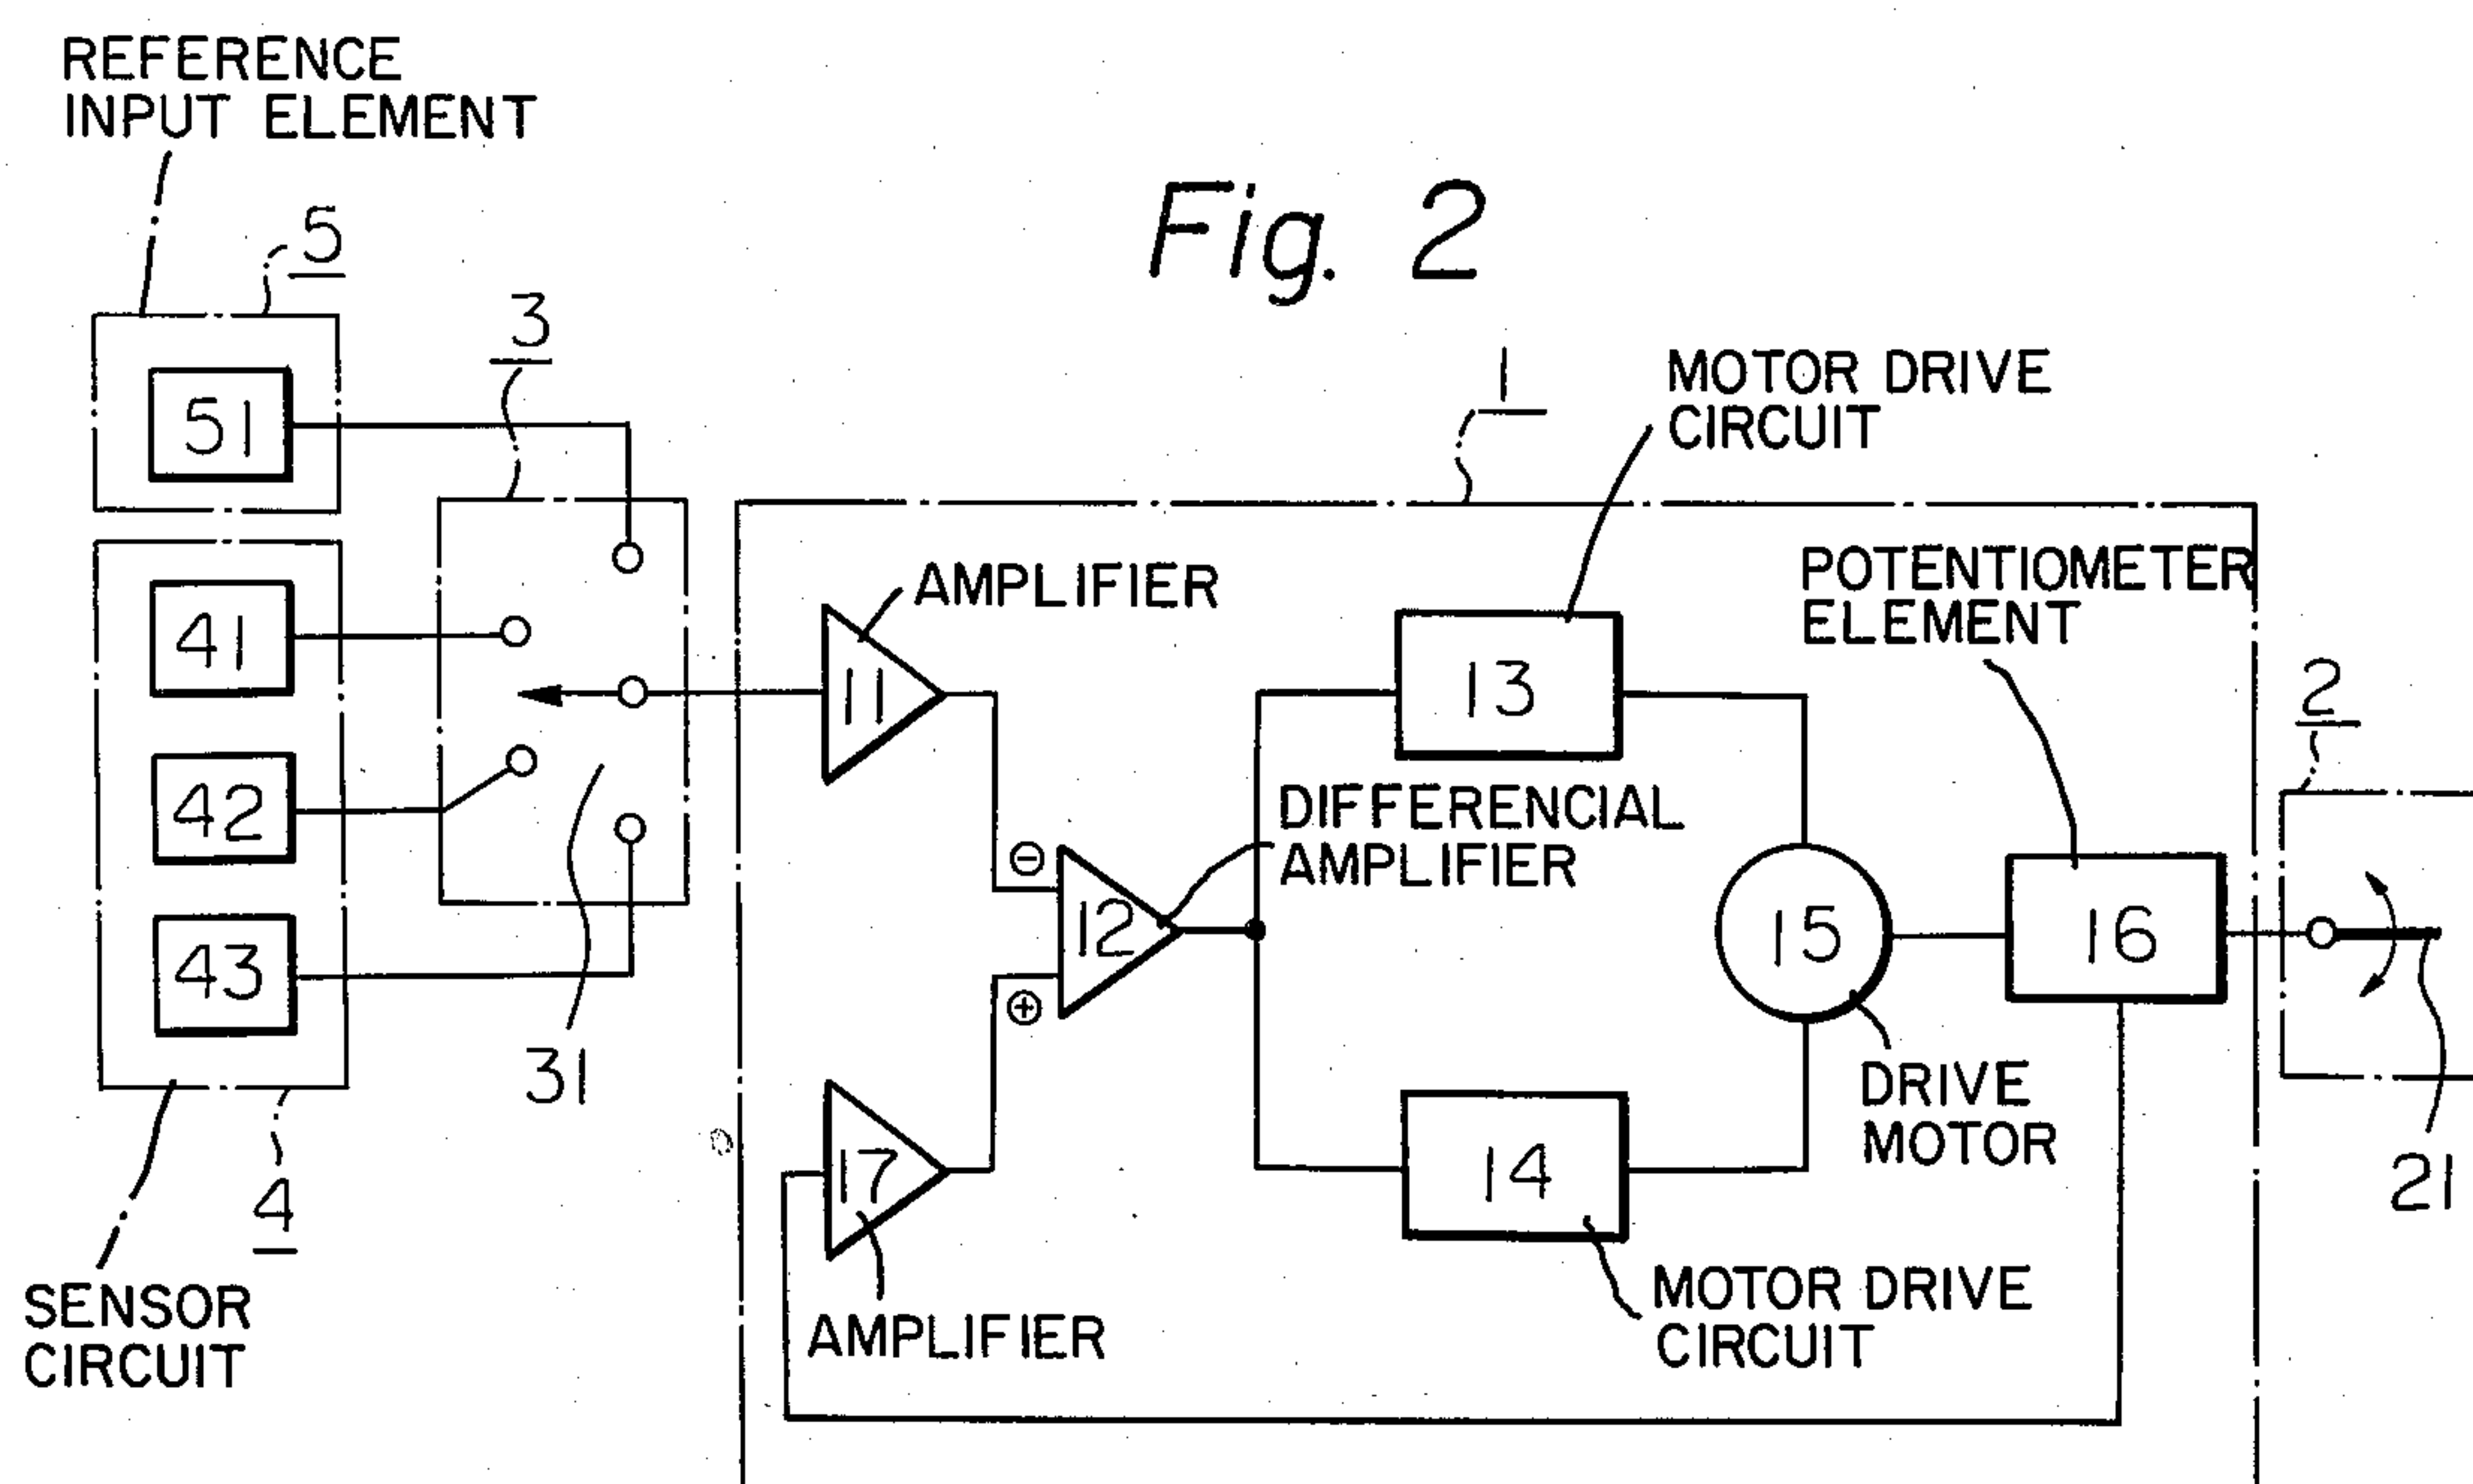 REFERENCE
INPUT ELEMENT
5
Fig. 2
3
1
MOTOR DRIVE
CIRCUIT
51
AMPLIFIER
POTENTIOMETER
ELEMENT
41
11
13
2
42
DIFFERENCIAL
AMPLIFIER
⊖
12
15
16
43
⊕
31
DRIVE
MOTOR
17
14
21
4
SENSOR
CIRCUIT
AMPLIFIER
MOTOR DRIVE
CIRCUIT